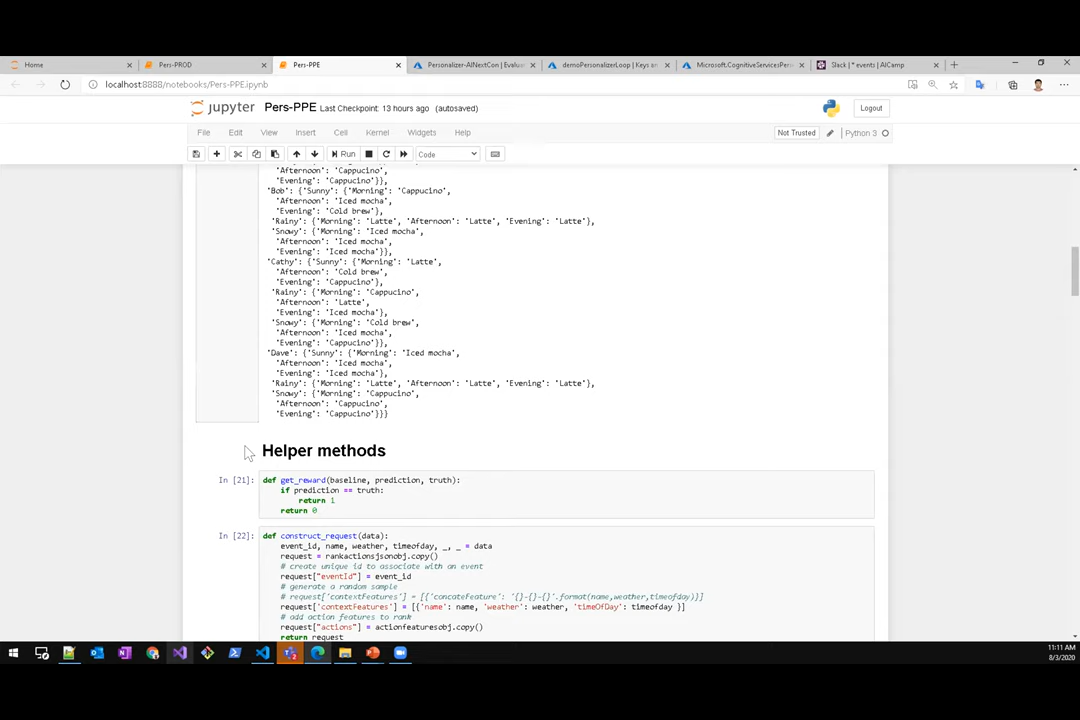 Home
Pers-PROD
Pers-PPE
Personalizer-AINextCon | Evalua
demoPersonalizerLoop | Keys an
Microsoft.CognitiveServicesPers
Slack | * events | AICamp
localhost:8888/notebooks/Pers-PPE.ipynb
jupyter Pers-PPE Last Checkpoint: 13 hours ago (autosaved)
Logout
File Edit View Insert Cell Kernel Widgets Help
Not Trusted
Python 3
Run
Code
'Afternoon': 'Cappucino',
'Evening': 'Cappucino'}},
'Bob': {'Sunny': {'Morning': 'Cappucino',
'Afternoon': 'Iced mocha',
'Evening': 'Cold brew'},
'Rainy': {'Morning': 'Latte', 'Afternoon': 'Latte', 'Evening': 'Latte'},
'Snowy': {'Morning': 'Iced mocha',
'Afternoon': 'Iced mocha',
'Evening': 'Iced mocha'}},
'Cathy': {'Sunny': {'Morning': 'Latte',
'Afternoon': 'Cold brew',
'Evening': 'Cappucino'},
'Rainy': {'Morning': 'Cappucino',
'Afternoon': 'Latte',
'Evening': 'Iced mocha'},
'Snowy': {'Morning': 'Cold brew',
'Afternoon': 'Iced mocha',
'Evening': 'Cappucino'}},
'Dave': {'Sunny': {'Morning': 'Iced mocha',
'Afternoon': 'Iced mocha',
'Evening': 'Iced mocha'},
'Rainy': {'Morning': 'Latte', 'Afternoon': 'Latte', 'Evening': 'Latte'},
'Snowy': {'Morning': 'Cappucino',
'Afternoon': 'Cappucino',
'Evening': 'Cappucino'}}}
Helper methods
In [21]: def get_reward(baseline, prediction, truth):
if prediction == truth:
return 1
return 0
In [22]: def construct_request(data):
event_id, name, weather, timeofday, _, _ = data
request = rankactionsjsonobj.copy()
# create unique id to associate with an event
request["eventId"] = event_id
# generate a random sample
# request['contextFeatures'] = [{'concateFeature': '{}-{}-{}'.format(name,weather,timeofday)}]
request['contextFeatures'] = [{'name': name, 'weather': weather, 'timeOfDay': timeofday }]
# add action features to rank
request["actions"] = actionfeaturesobj.copy()
return request
11:11 AM
8/3/2020